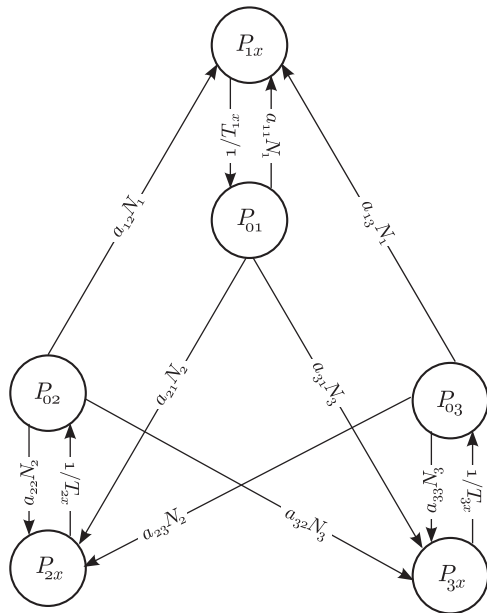 P₁ₓ
1/T₁ₓ
a₁₁N₁
a₁₂N₁
a₁₃N₁
P₀₁
a₂₁N₂
a₃₁N₃
P₀₂
P₀₃
a₂₂N₂
1/T₂ₓ
a₂₃N₂
a₃₂N₃
a₃₃N₃
1/T₃ₓ
P₂ₓ
P₃ₓ